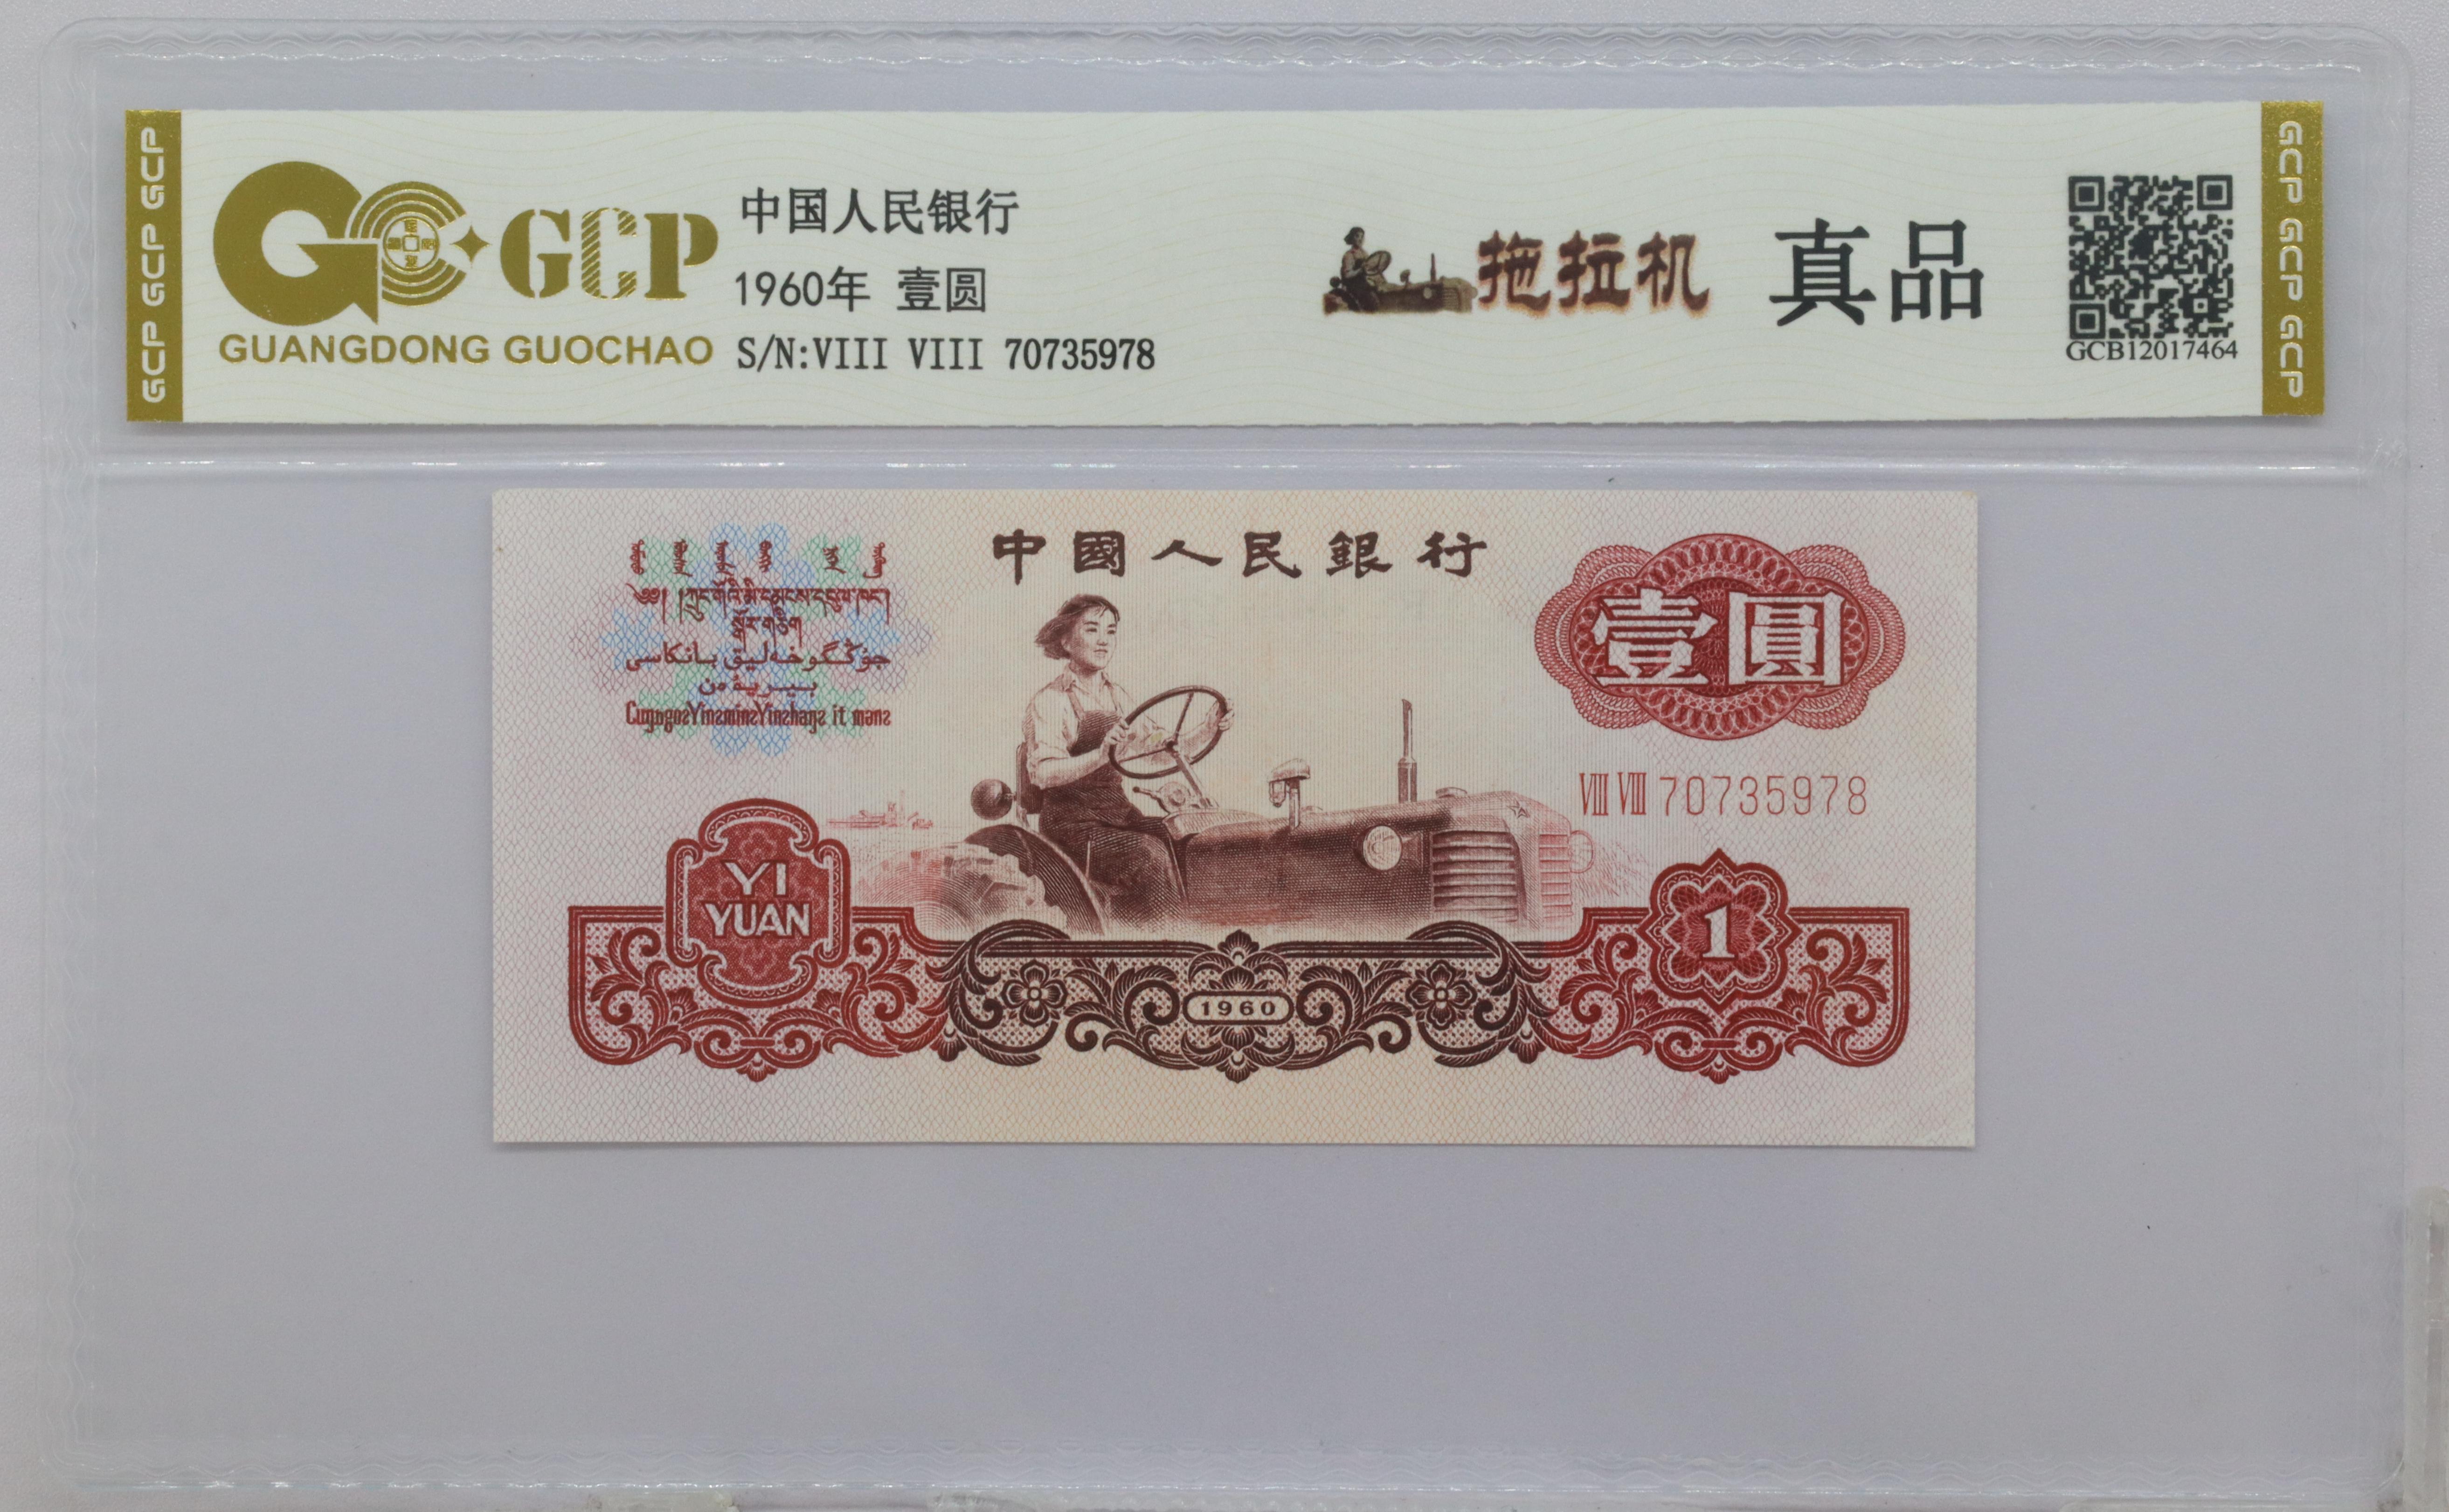 GCP GCP GCP
GCP
GUANGDONG GUOCHAO
中国人民银行
1960年 壹圆
S/N:VIII VIII 70735978
拖拉机
真品
GCB12017464
GCP GCP GCP
中國人民銀行
壹圓
VIII VIII 70735978
YI
YUAN
1960
1